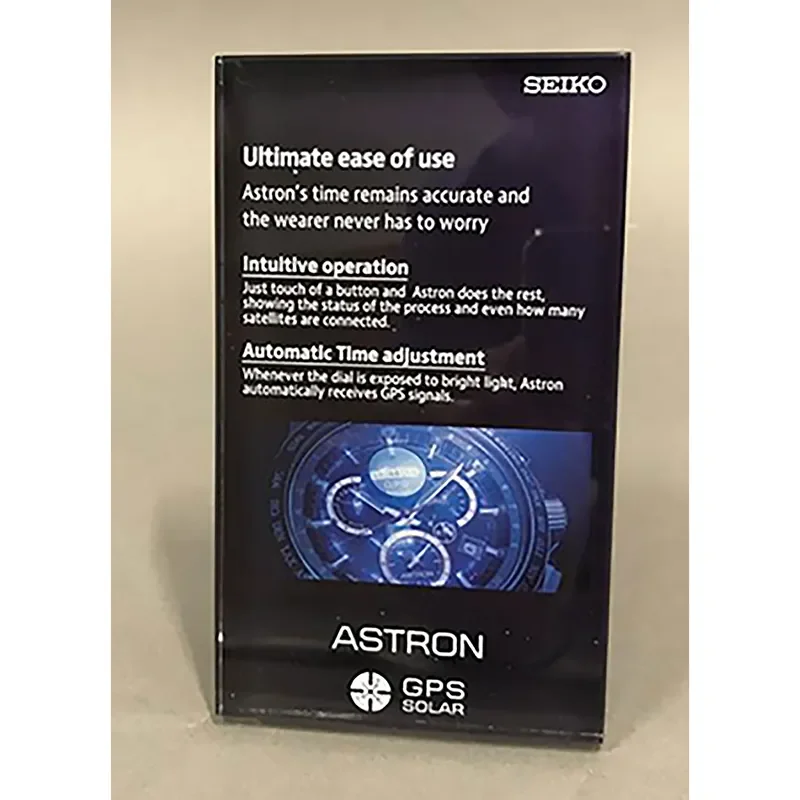 SEIKO
Ultimate ease of use
Astron's time remains accurate and
the wearer never has to worry
Intuitive operation
Just touch of a button and Astron does the rest,
showing the status of the process and even how many
satellites are connected.
Automatic Time adjustment
Whenever the dial is exposed to bright light, Astron
automatically receives GPS signals.
ASTRON
ASTRON
GPS
SOLAR